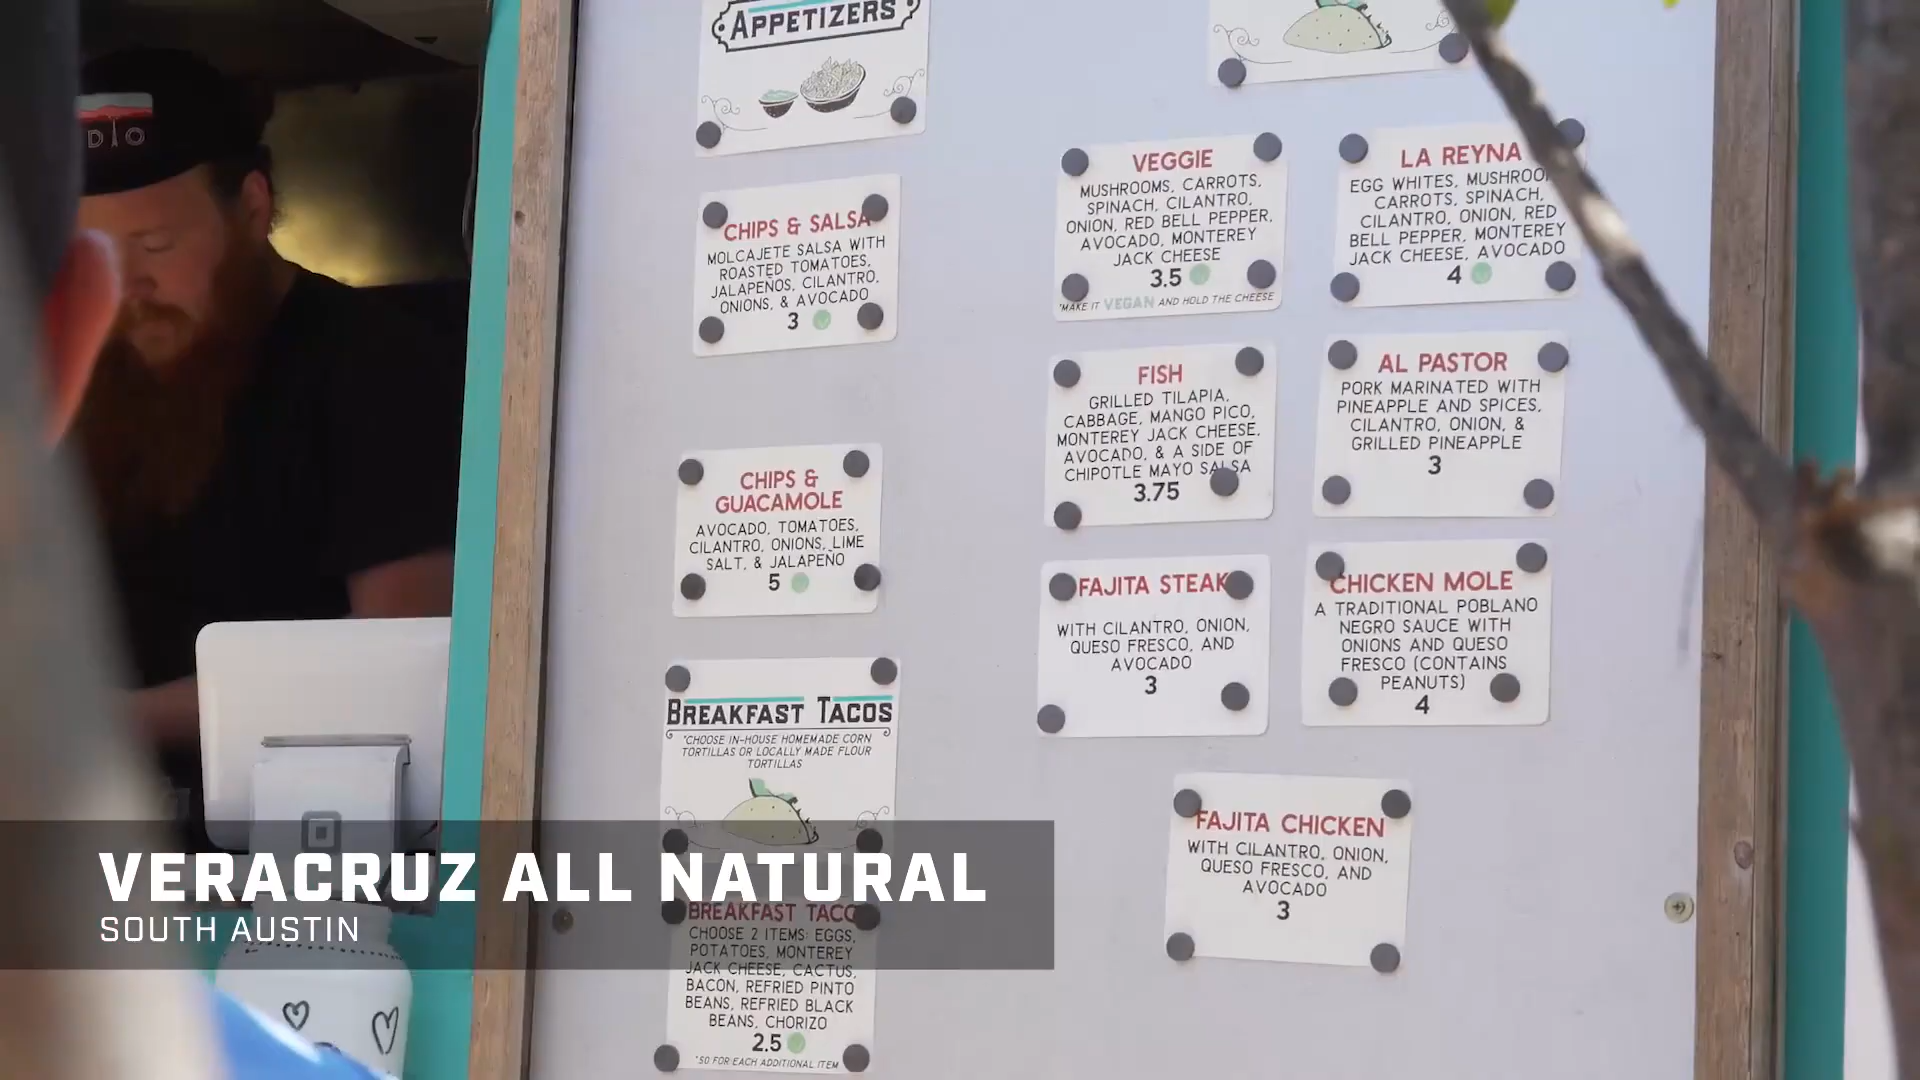 DIO
APPETIZERS
CHIPS & SALSA
MOLCAJETE SALSA WITH
ROASTED TOMATOES,
JALAPEÑOS, CILANTRO,
ONIONS, & AVOCADO
3
CHIPS &
GUACAMOLE
AVOCADO, TOMATOES,
CILANTRO, ONIONS, LIME
SALT, & JALAPEÑO
5
BREAKFAST TACOS
*CHOOSE IN-HOUSE HOMEMADE CORN
TORTILLAS OR LOCALLY MADE FLOUR
TORTILLAS
BREAKFAST TACO
CHOOSE 2 ITEMS: EGGS,
POTATOES, MONTEREY
JACK CHEESE, CACTUS,
BACON, REFRIED PINTO
BEANS, REFRIED BLACK
BEANS, CHORIZO
2.5
*50 FOR EACH ADDITIONAL ITEM
VEGGIE
MUSHROOMS, CARROTS,
SPINACH, CILANTRO,
ONION, RED BELL PEPPER,
AVOCADO, MONTEREY
JACK CHEESE
3.5
*MAKE IT VEGAN AND HOLD THE CHEESE
LA REYNA
EGG WHITES, MUSHROO
CARROTS, SPINACH,
CILANTRO, ONION, RED
BELL PEPPER, MONTEREY
JACK CHEESE, AVOCADO
4
FISH
GRILLED TILAPIA,
CABBAGE, MANGO PICO,
MONTEREY JACK CHEESE,
AVOCADO, & A SIDE OF
CHIPOTLE MAYO SALSA
3.75
AL PASTOR
PORK MARINATED WITH
PINEAPPLE AND SPICES,
CILANTRO, ONION, &
GRILLED PINEAPPLE
3
FAJITA STEAK
WITH CILANTRO, ONION,
QUESO FRESCO, AND
AVOCADO
3
CHICKEN MOLE
A TRADITIONAL POBLANO
NEGRO SAUCE WITH
ONIONS AND QUESO
FRESCO (CONTAINS
PEANUTS)
4
FAJITA CHICKEN
WITH CILANTRO, ONION,
QUESO FRESCO, AND
AVOCADO
3
VERACRUZ ALL NATURAL
SOUTH AUSTIN